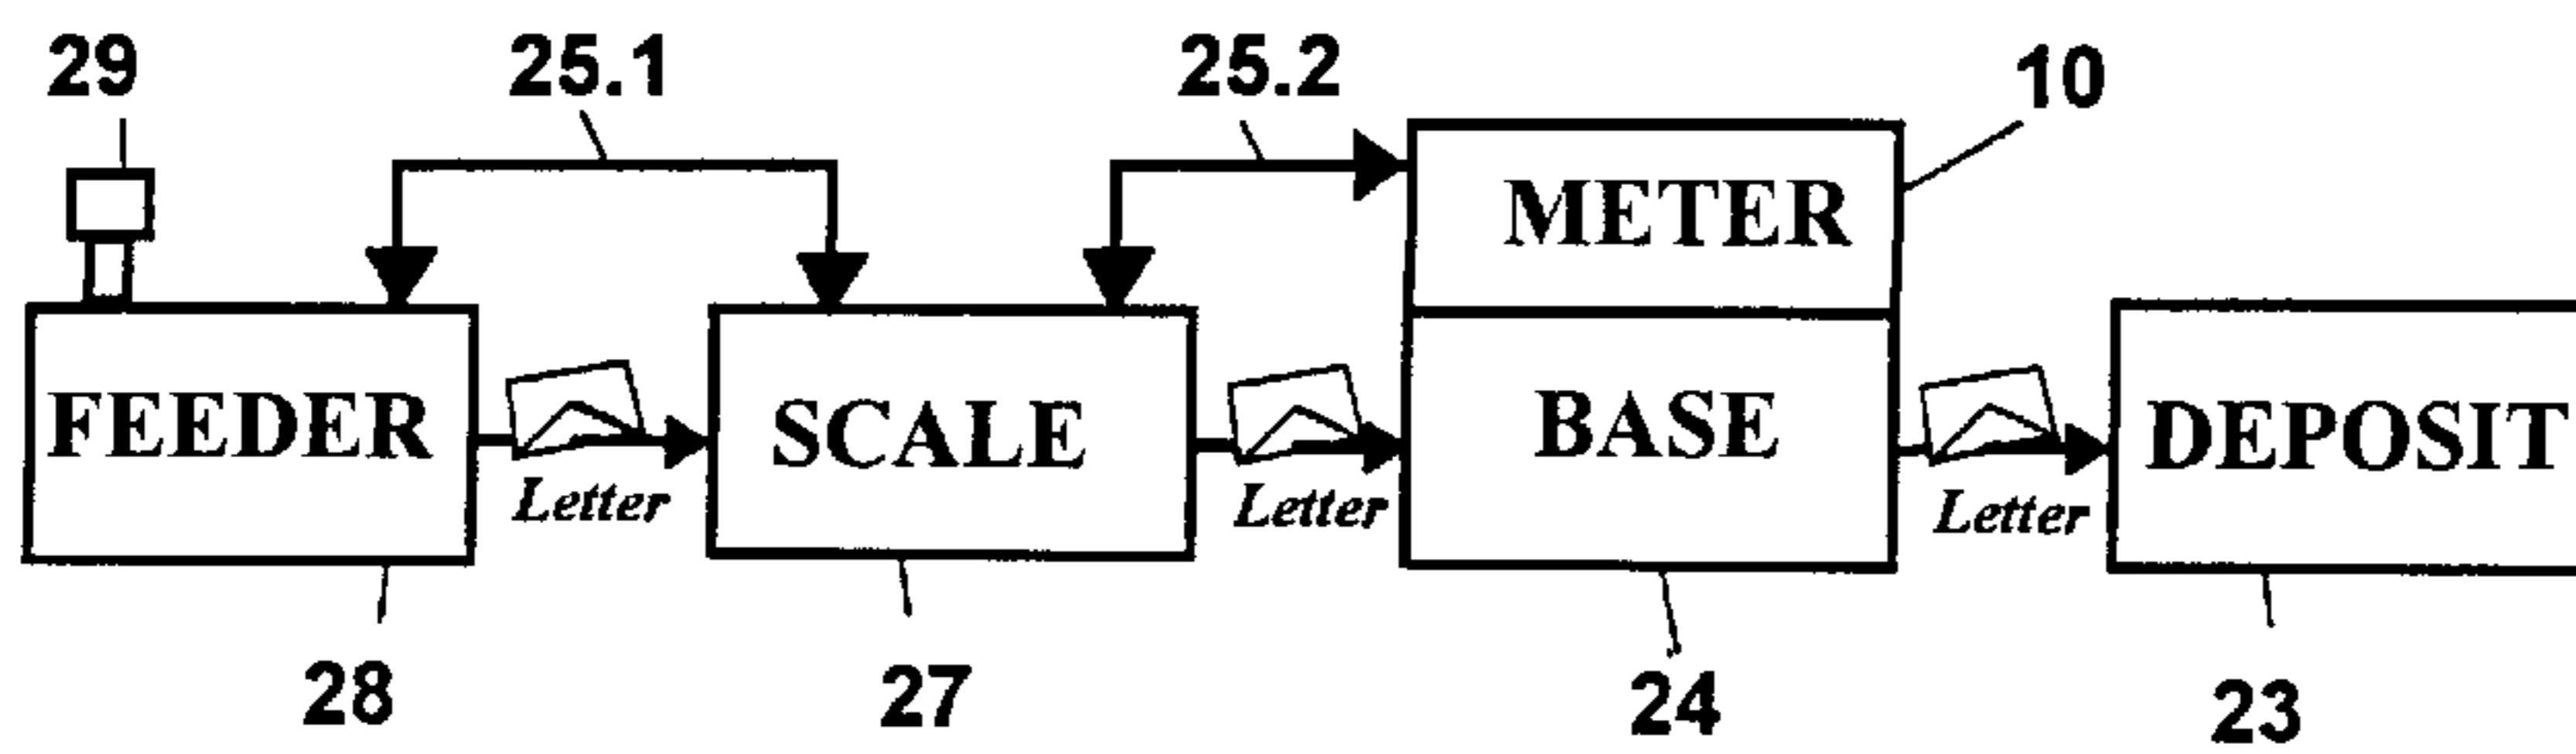 29 25.1 25.2 10
METER
FEEDER SCALE BASE DEPOSIT
Letter Letter Letter
28 27 24 23